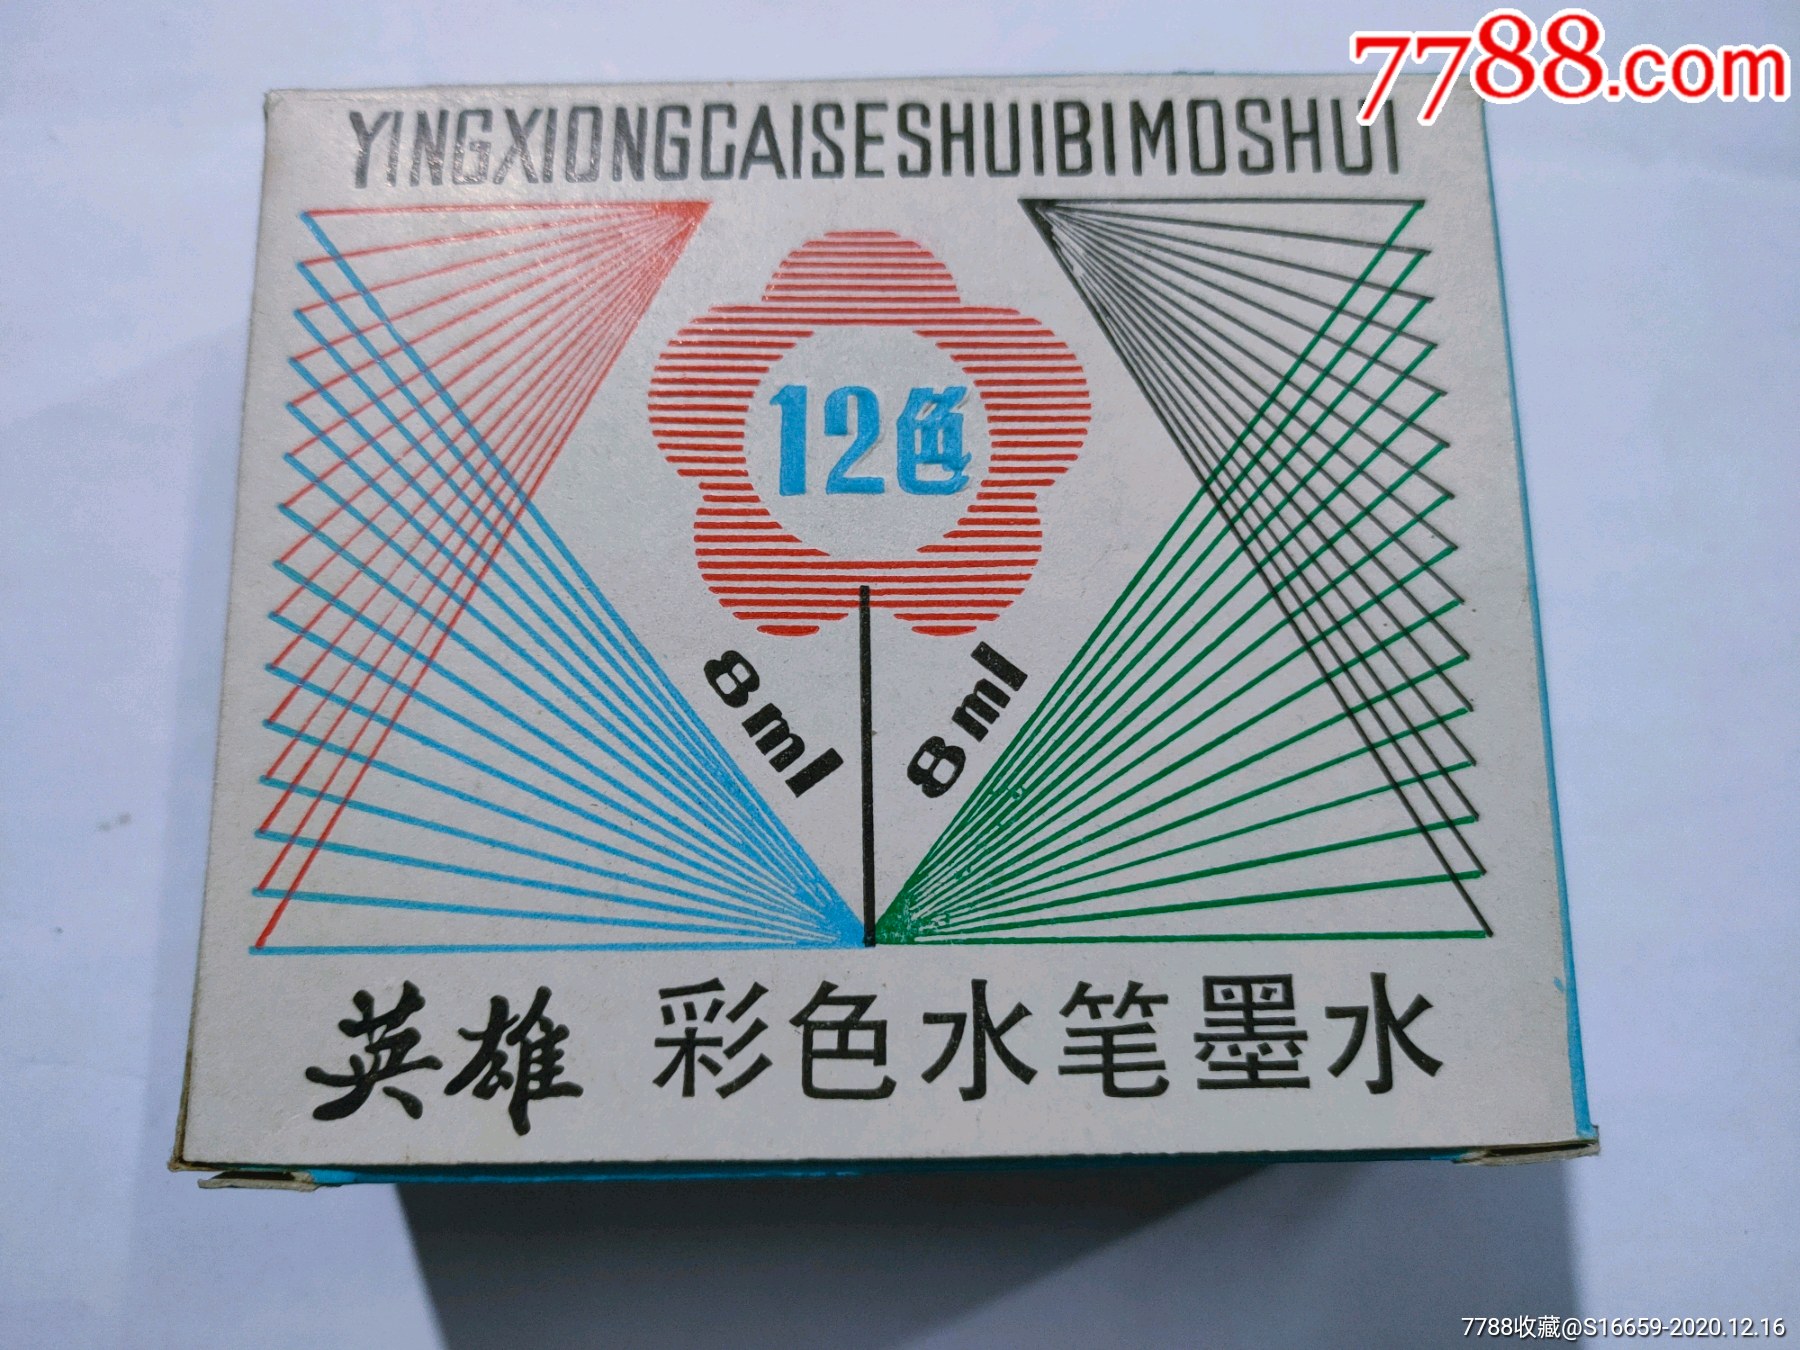 7788.com
YINGXIONGCAISESHUIBIMOSHUI
12色
8ml 8ml
英雄 彩色水笔墨水
7788收藏@S16659-2020.12.16